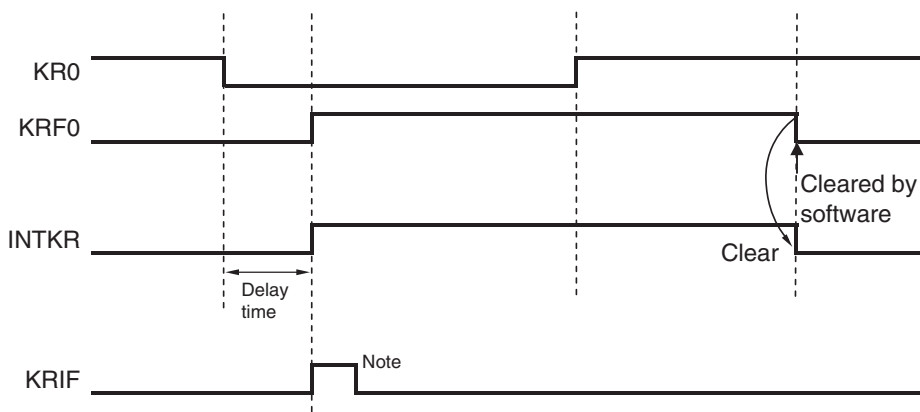 KR0
KRF0
Cleared by
software
INTKR
Clear
Delay
time
Note
KRIF